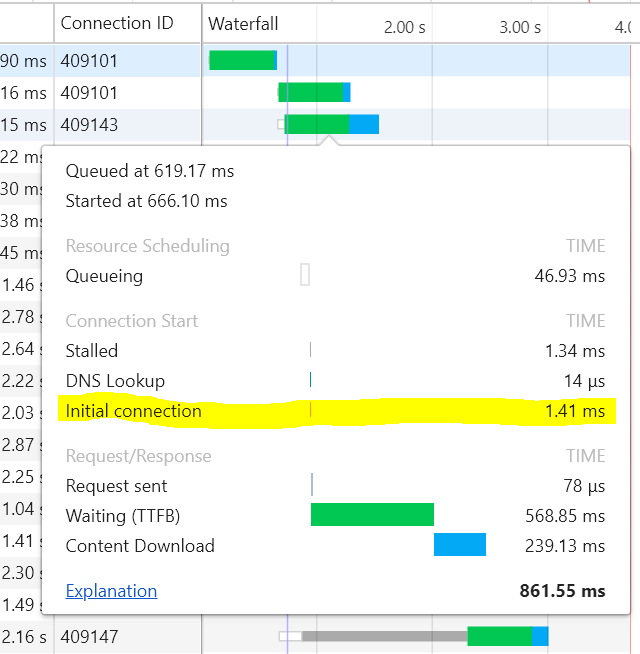 Connection ID Waterfall
2.00 s 3.00 s 4.0
90 ms 409101
16 ms 409101
15 ms 409143
22 ms
30 ms
38 ms
45 ms
1.46 s
2.78 s
2.64 s
2.22 s
2.03 s
2.87 s
2.25 s
1.04 s
1.41 s
2.30 s
1.49 s
Queued at 619.17 ms
Started at 666.10 ms
Resource Scheduling TIME
Queueing 46.93 ms
Connection Start TIME
Stalled 1.34 ms
DNS Lookup 14 μs
Initial connection 1.41 ms
Request/Response TIME
Request sent 78 μs
Waiting (TTFB) 568.85 ms
Content Download 239.13 ms
Explanation 861.55 ms
2.16 s 409147